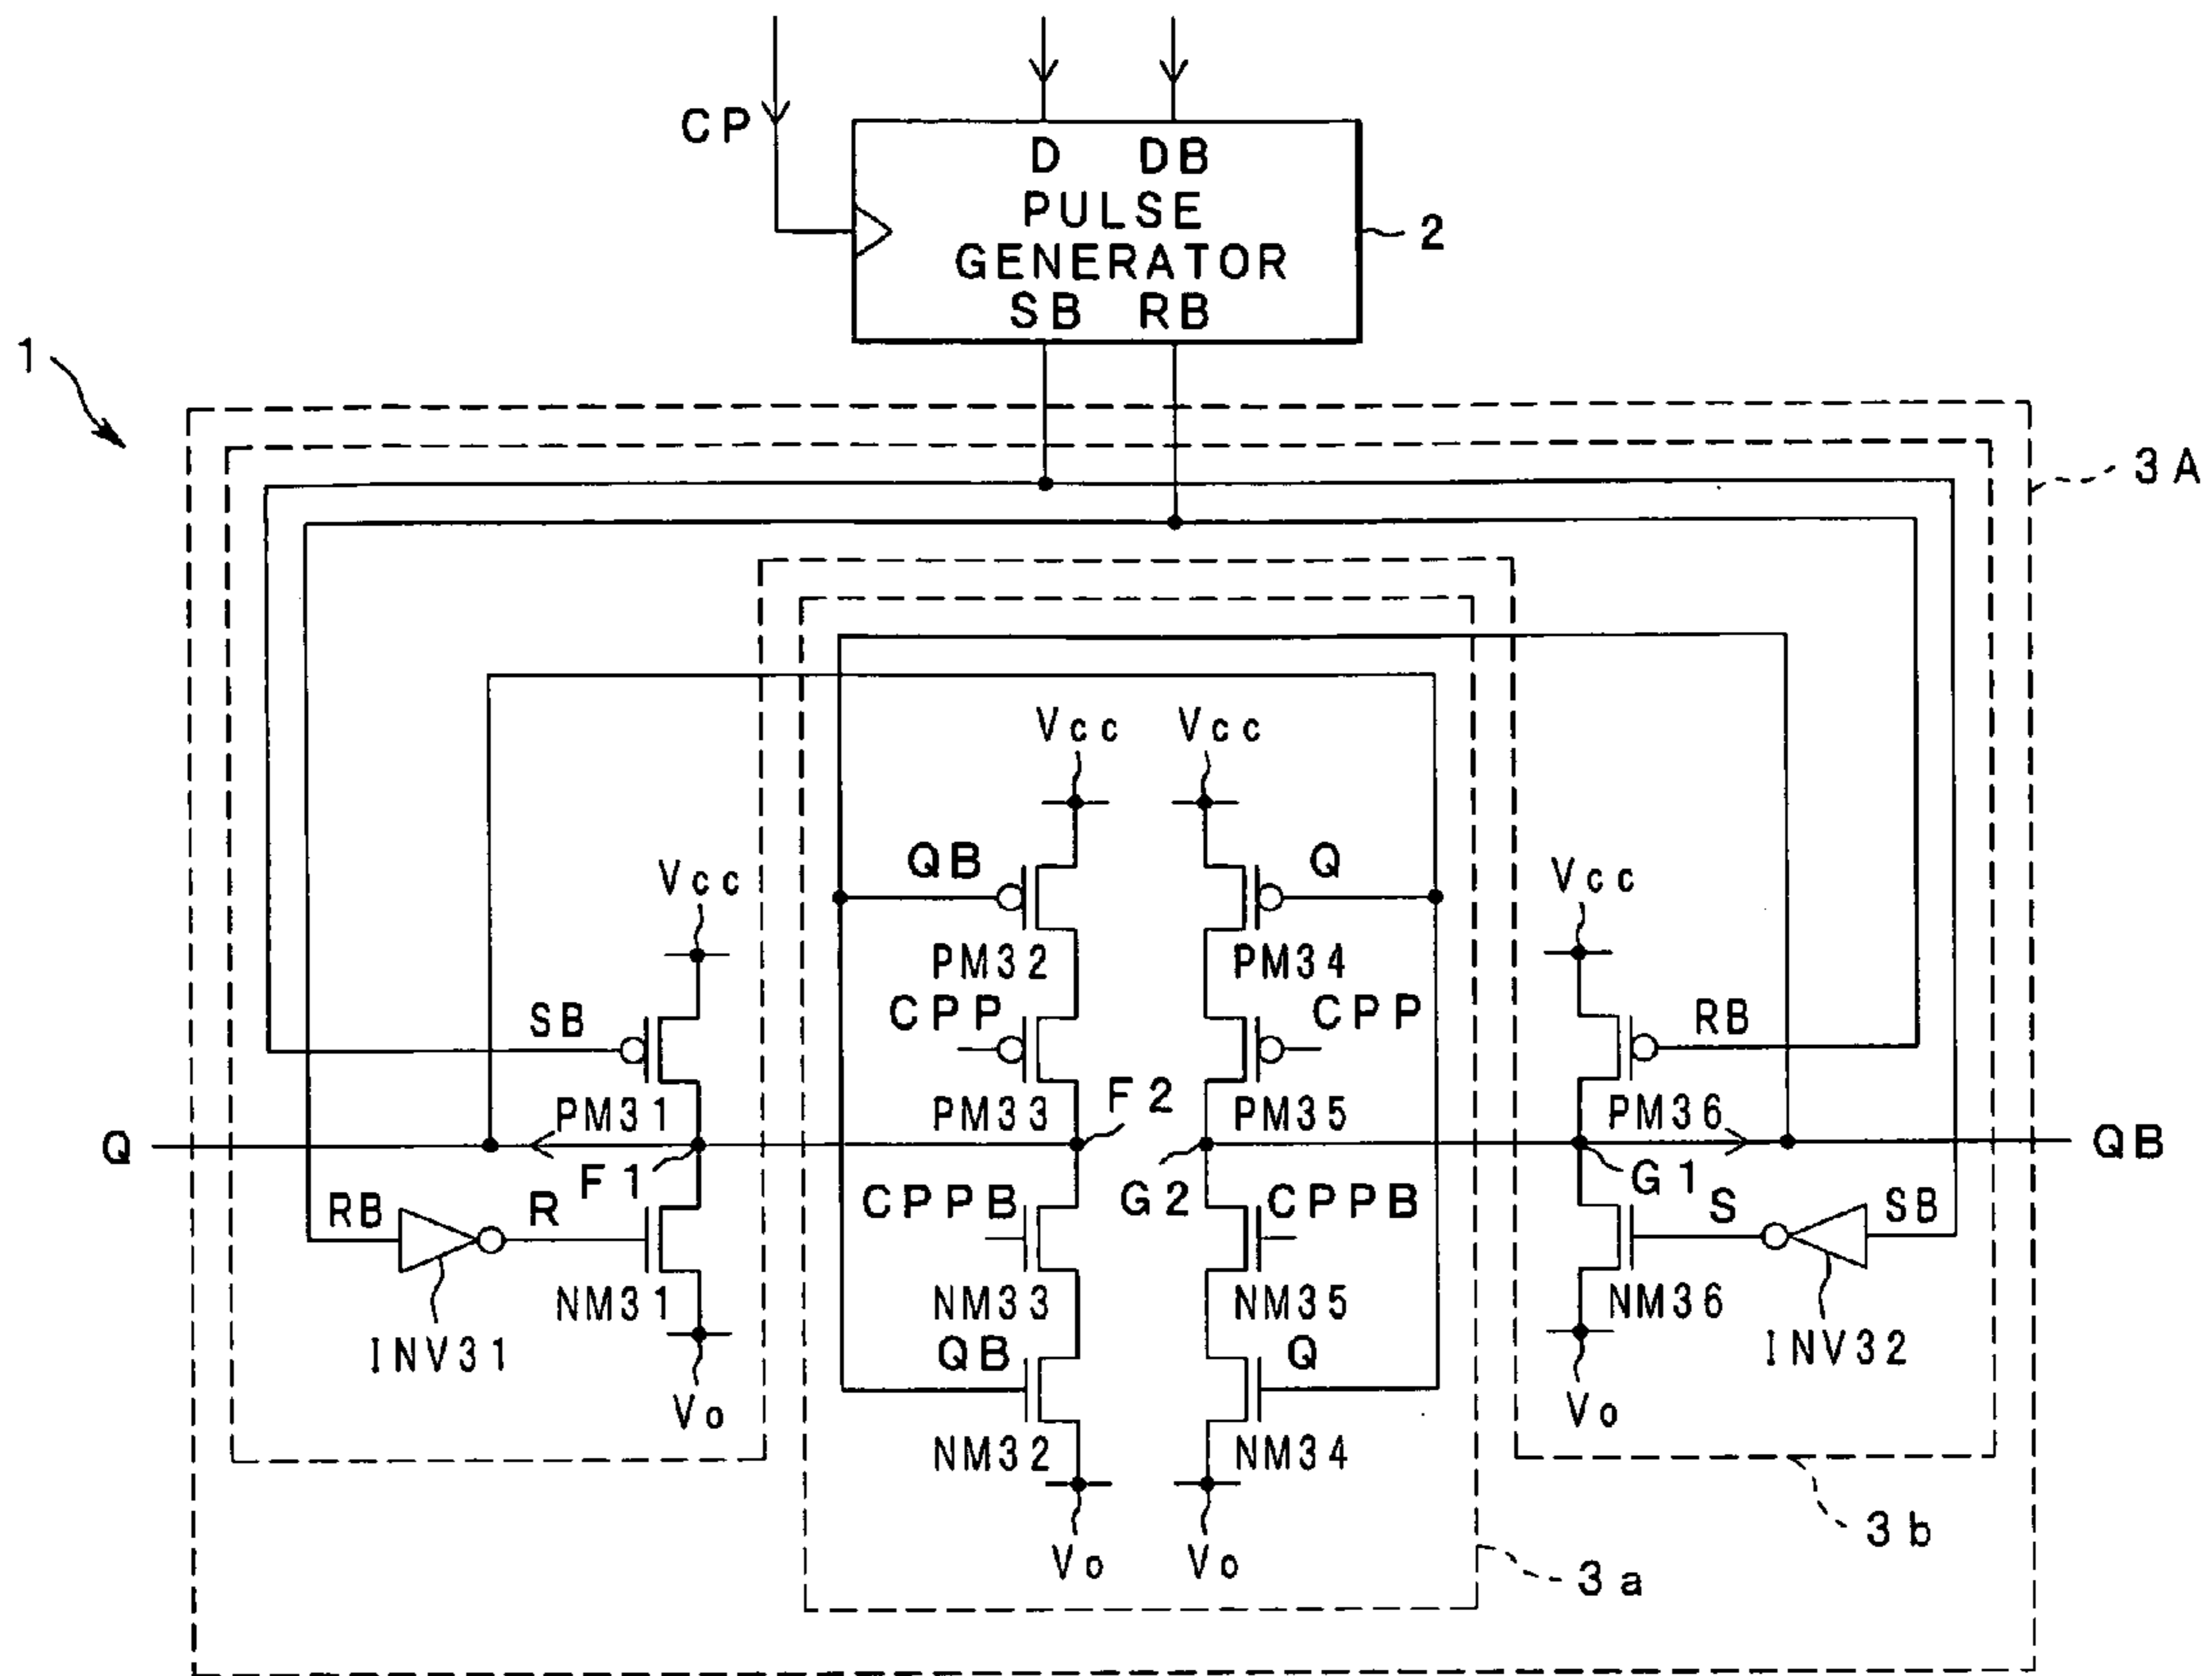 CP
D DB
PULSE
GENERATOR
SB RB
2
1
3A
Vcc Vcc
QB Q
Vcc Vcc
PM32 PM34
CPP CPP
SB RB
PM31 PM33 F2 PM35 PM36
Q QB
F1 G1
RB R CPPB G2 CPPB S SB
NM31 NM33 NM35 NM36
INV31 QB Q INV32
Vo Vo
NM32 NM34
3b
Vo Vo
3a